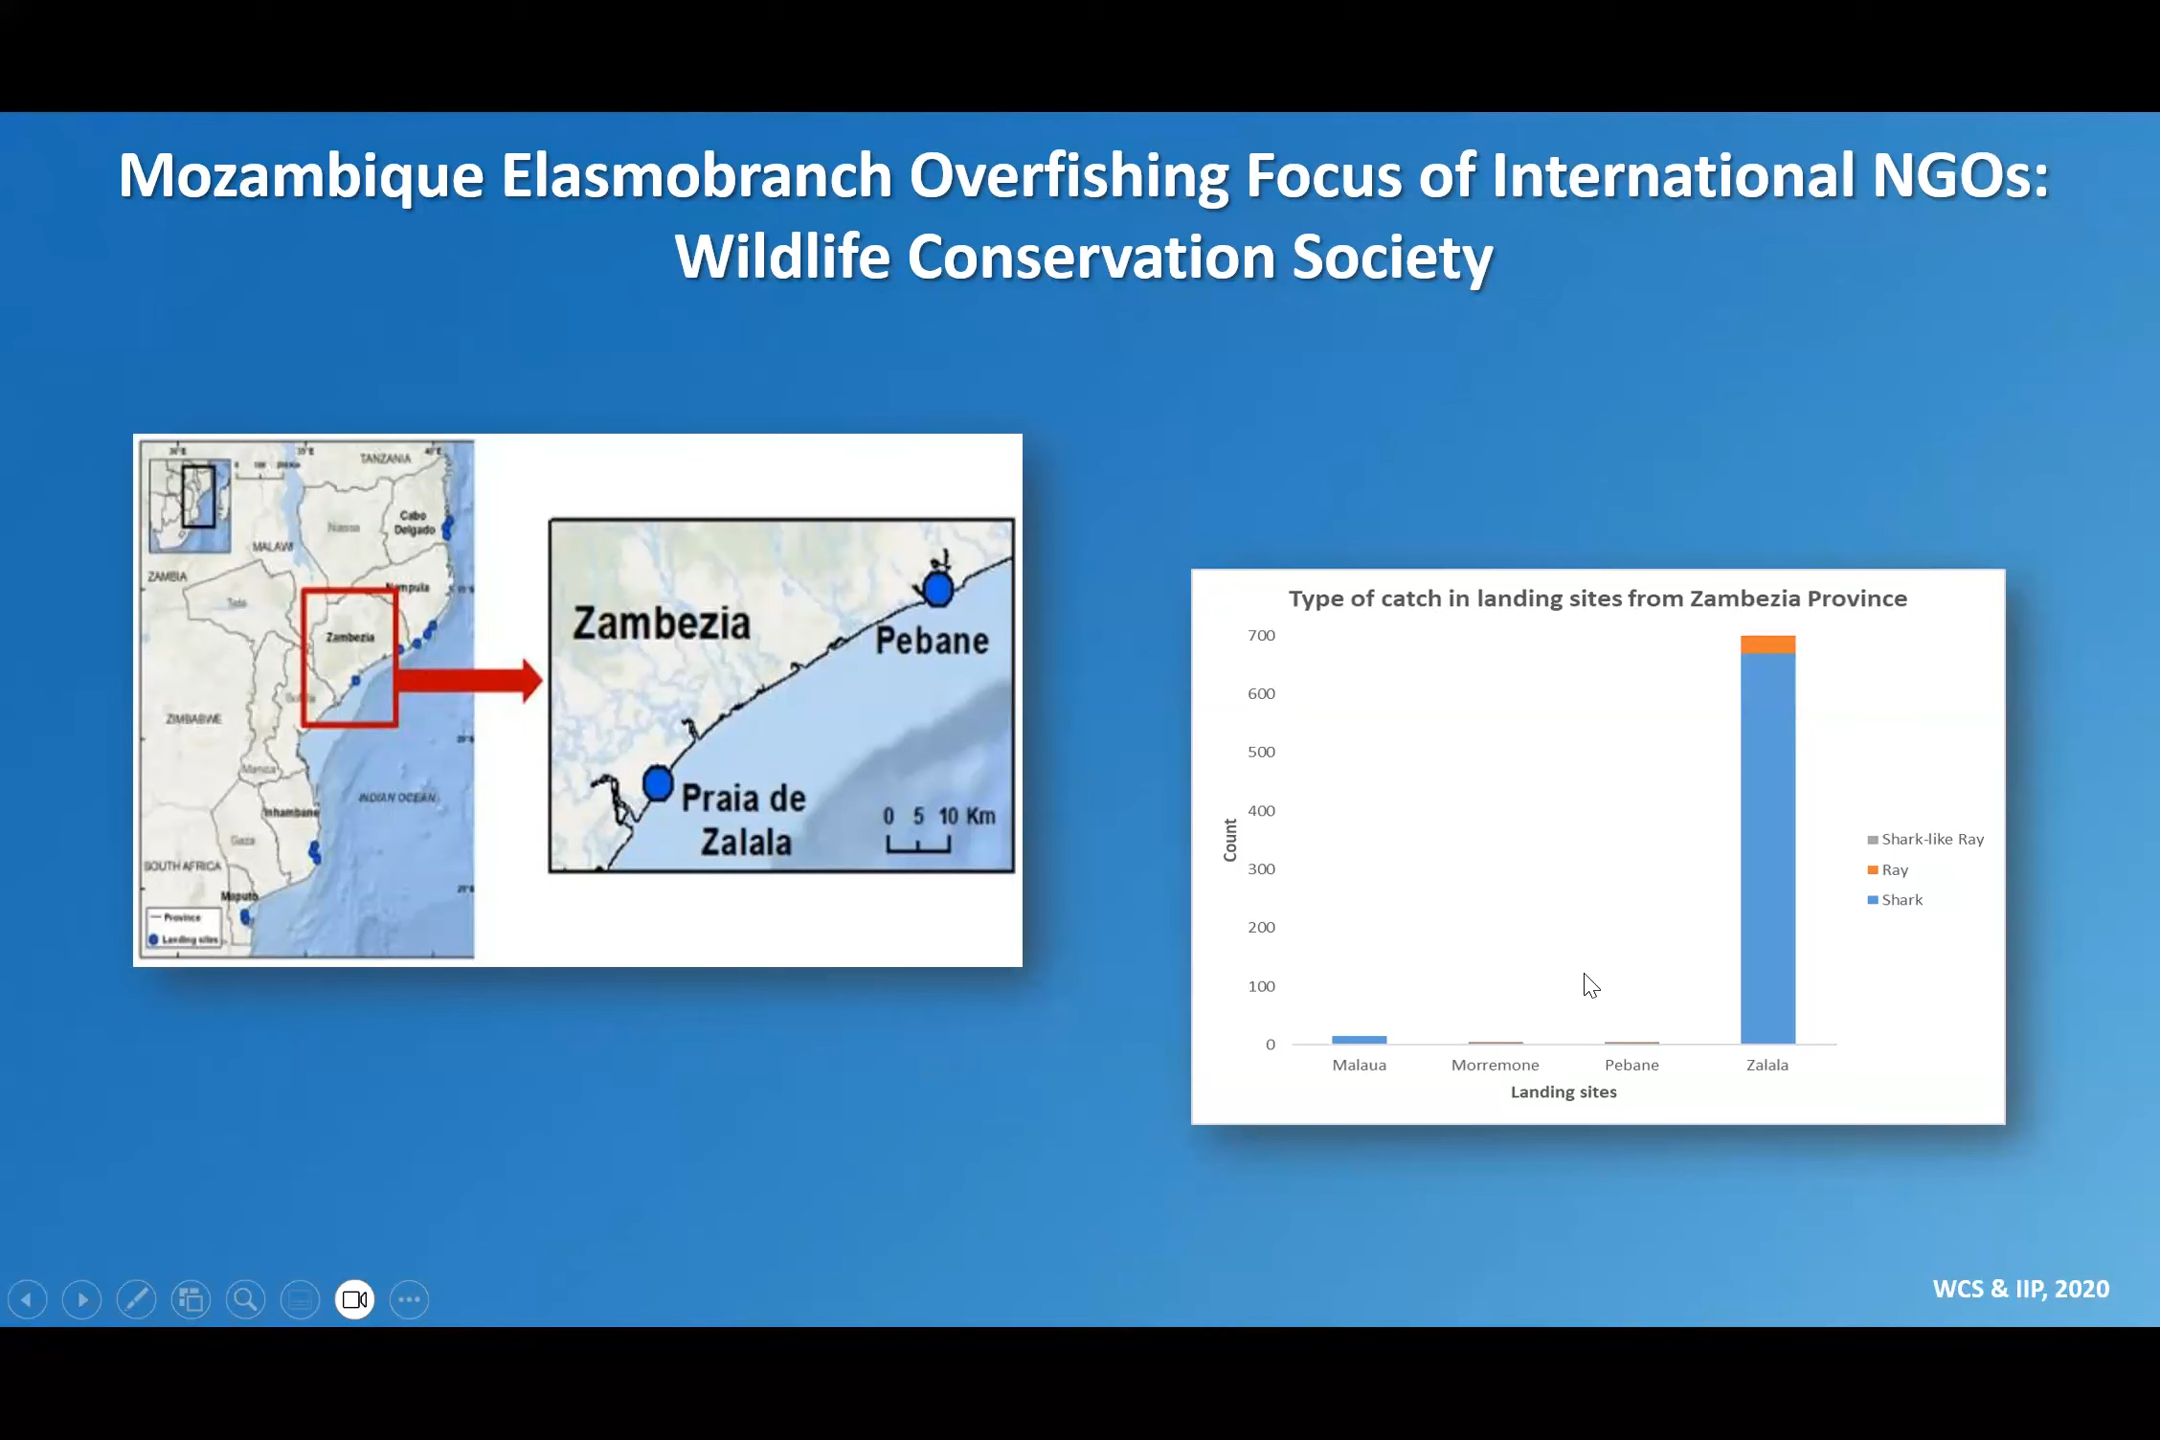 Mozambique Elasmobranch Overfishing Focus of International NGOs:
Wildlife Conservation Society
TANZANIA
Cabo
Delgado
Niassa
MALAWI
ZAMBIA
Nampula
Tete
Zambezia
ZIMBABWE
Manica
INDIAN OCEAN
Inhambane
Gaza
SOUTH AFRICA
Maputo
Province
Landing sites
Zambezia
Pebane
Praia de
Zalala
0 5 10 Km
Type of catch in landing sites from Zambezia Province
700
600
500
400
300
200
100
0
Count
Malaua Morremone Pebane Zalala
Landing sites
Shark-like Ray
Ray
Shark
WCS & IIP, 2020